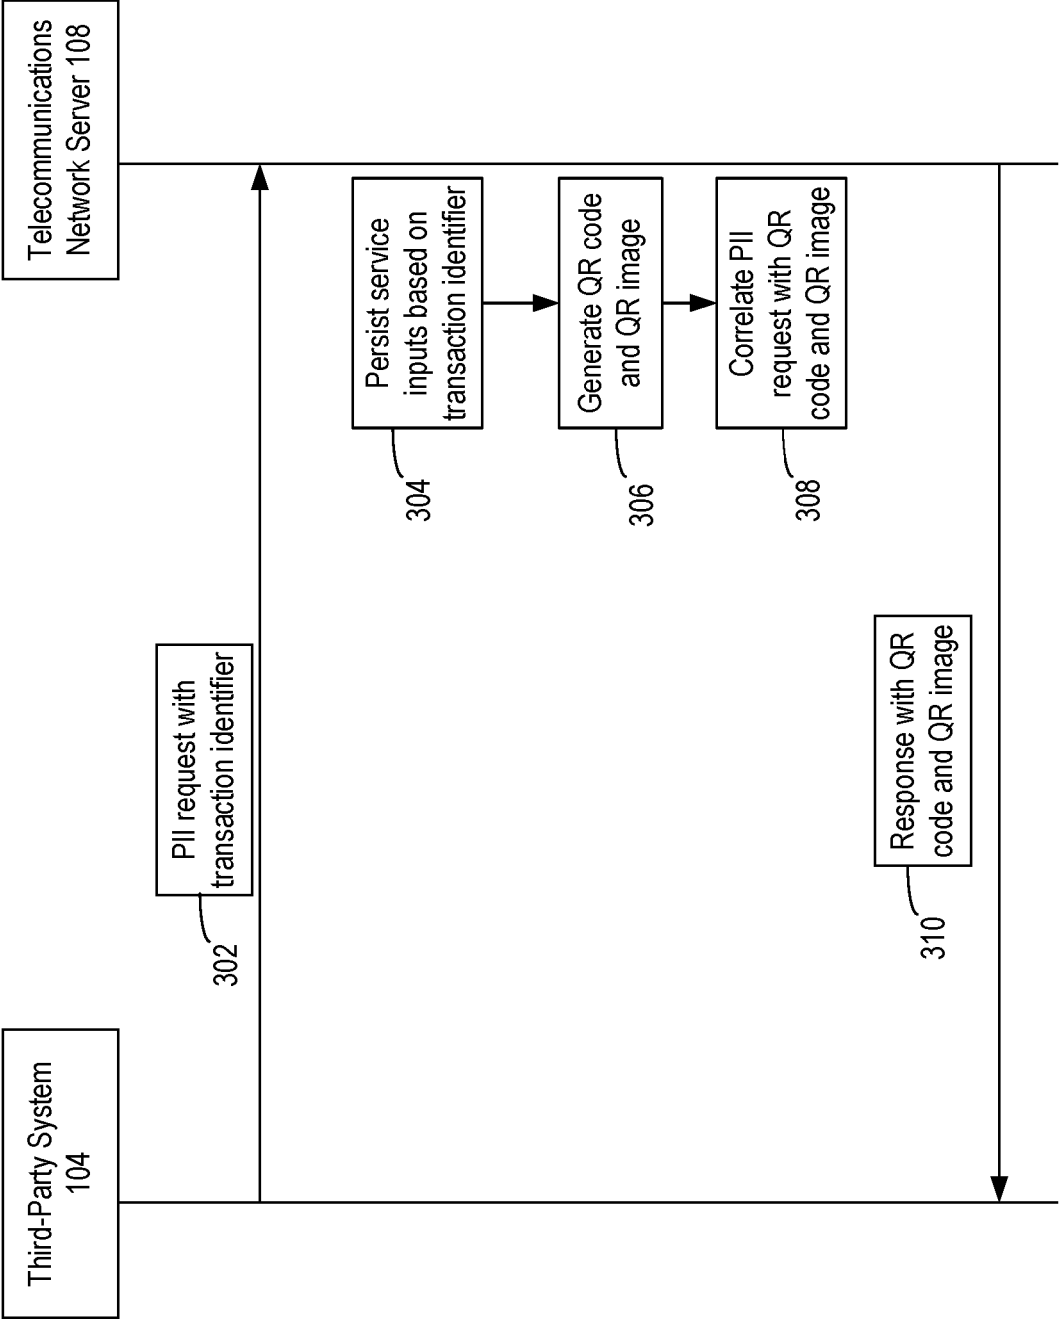 Third-Party System
104
Telecommunications
Network Server 108
PII request with
transaction identifier
302
Persist service
inputs based on
transaction identifier
304
Generate QR code
and QR image
306
Correlate PII
request with QR
code and QR image
308
Response with QR
code and QR image
310